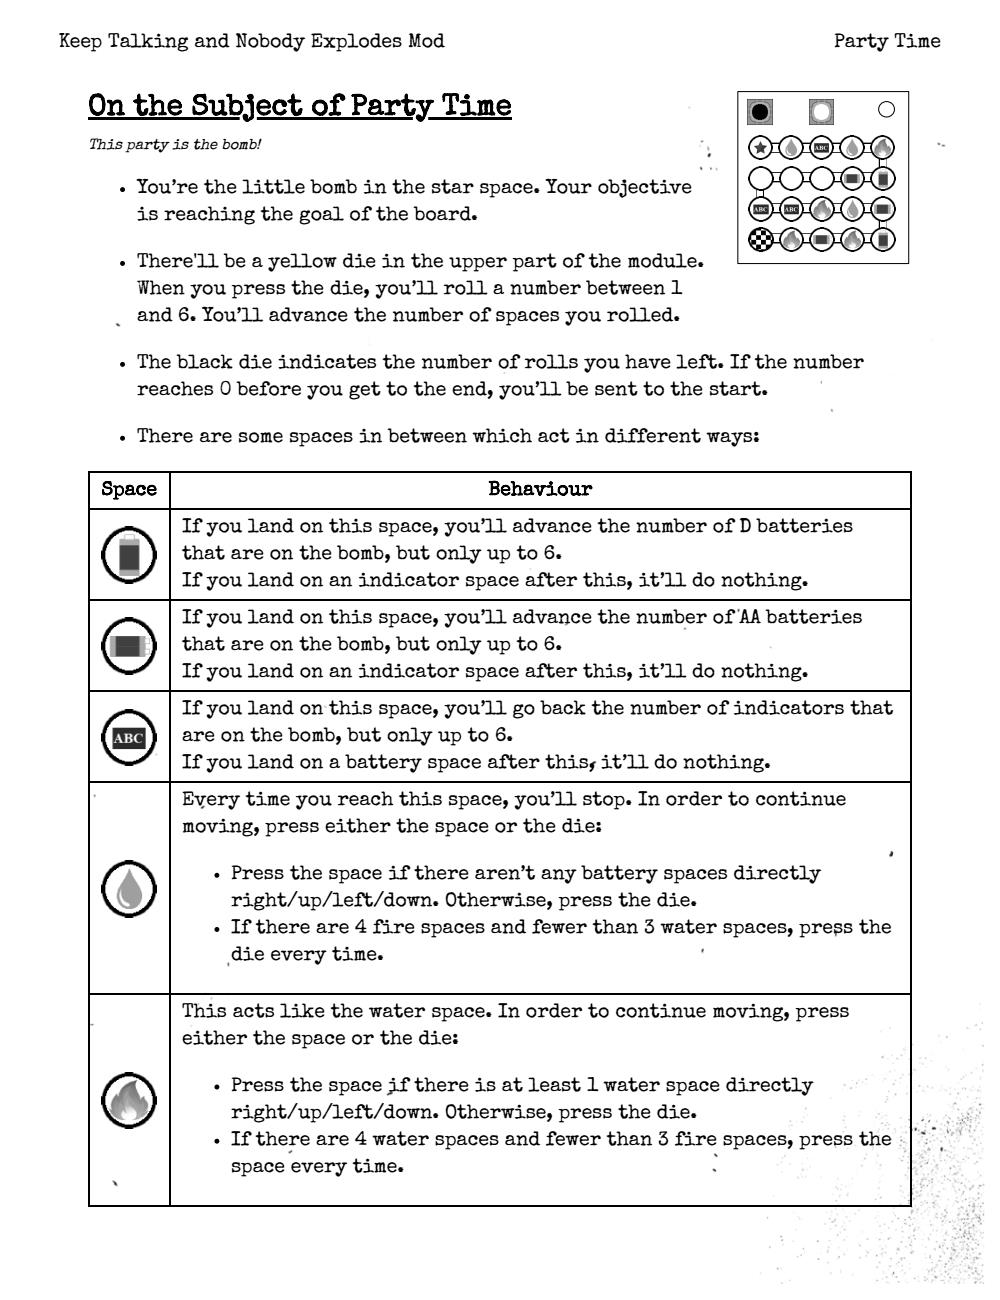 Keep Talking and Nobody Explodes Mod
Party Time
On the Subject of Party Time
This party is the bomb!
• You’re the little bomb in the star space. Your objective
is reaching the goal of the board.
• There'll be a yellow die in the upper part of the module.
When you press the die, you’ll roll a number between 1
and 6. You’ll advance the number of spaces you rolled.
• The black die indicates the number of rolls you have left. If the number
reaches 0 before you get to the end, you’ll be sent to the start.
• There are some spaces in between which act in different ways:
Space
Behaviour
If you land on this space, you’ll advance the number of D batteries
that are on the bomb, but only up to 6.
If you land on an indicator space after this, it’ll do nothing.
If you land on this space, you’ll advance the number of AA batteries
that are on the bomb, but only up to 6.
If you land on an indicator space after this, it’ll do nothing.
ABC
If you land on this space, you’ll go back the number of indicators that
are on the bomb, but only up to 6.
If you land on a battery space after this, it’ll do nothing.
Every time you reach this space, you’ll stop. In order to continue
moving, press either the space or the die:
• Press the space if there aren’t any battery spaces directly
right/up/left/down. Otherwise, press the die.
• If there are 4 fire spaces and fewer than 3 water spaces, press the
die every time.
This acts like the water space. In order to continue moving, press
either the space or the die:
• Press the space if there is at least 1 water space directly
right/up/left/down. Otherwise, press the die.
• If there are 4 water spaces and fewer than 3 fire spaces, press the
space every time.
ABC
ABC
ABC